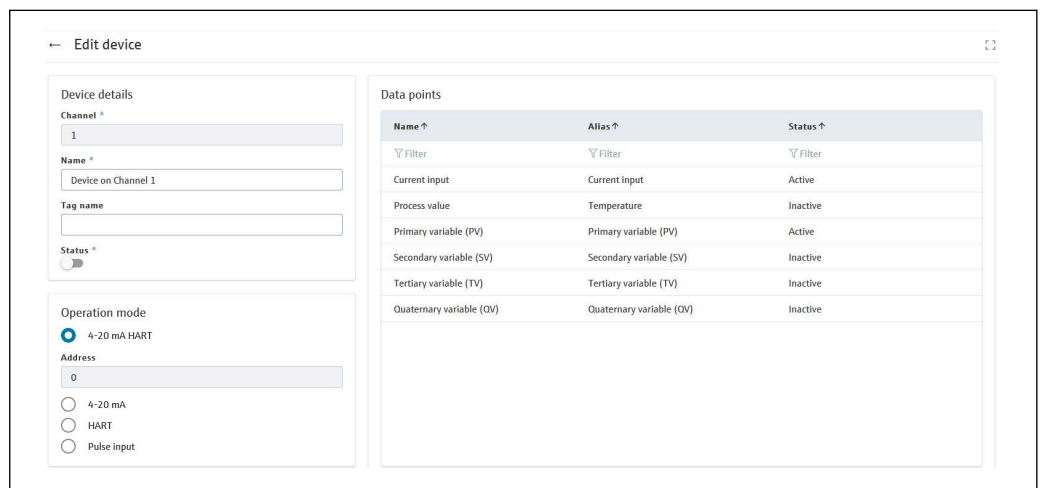 ← Edit device
Device details
Channel *
1
Name *
Device on Channel 1
Tag name
Status *
Operation mode
4-20 mA HART
Address
0
4-20 mA
HART
Pulse input
Data points
Name↑ Alias↑ Status↑
Filter Filter Filter
Current input Current input Active
Process value Temperature Inactive
Primary variable (PV) Primary variable (PV) Active
Secondary variable (SV) Secondary variable (SV) Inactive
Tertiary variable (TV) Tertiary variable (TV) Inactive
Quaternary variable (QV) Quaternary variable (QV) Inactive